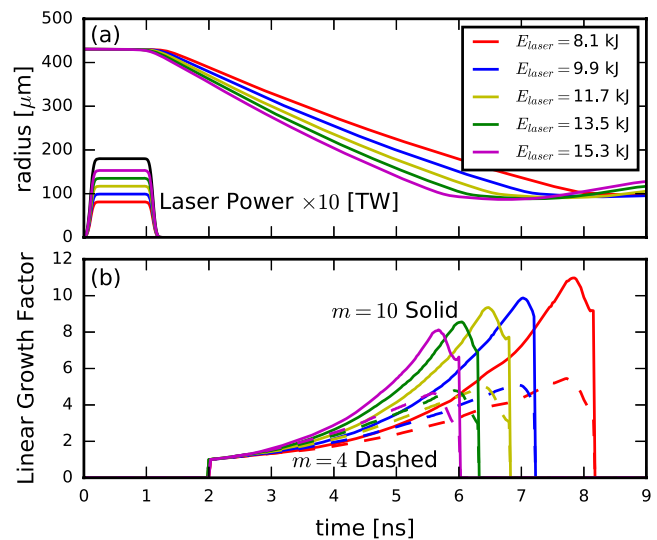 (a)
500
400
300
200
100
0
radius [μm]
E_laser = 8.1 kJ
E_laser = 9.9 kJ
E_laser = 11.7 kJ
E_laser = 13.5 kJ
E_laser = 15.3 kJ
Laser Power ×10 [TW]
(b)
12
10
8
6
4
2
0
Linear Growth Factor
m = 10 Solid
m = 4 Dashed
0 1 2 3 4 5 6 7 8 9
time [ns]